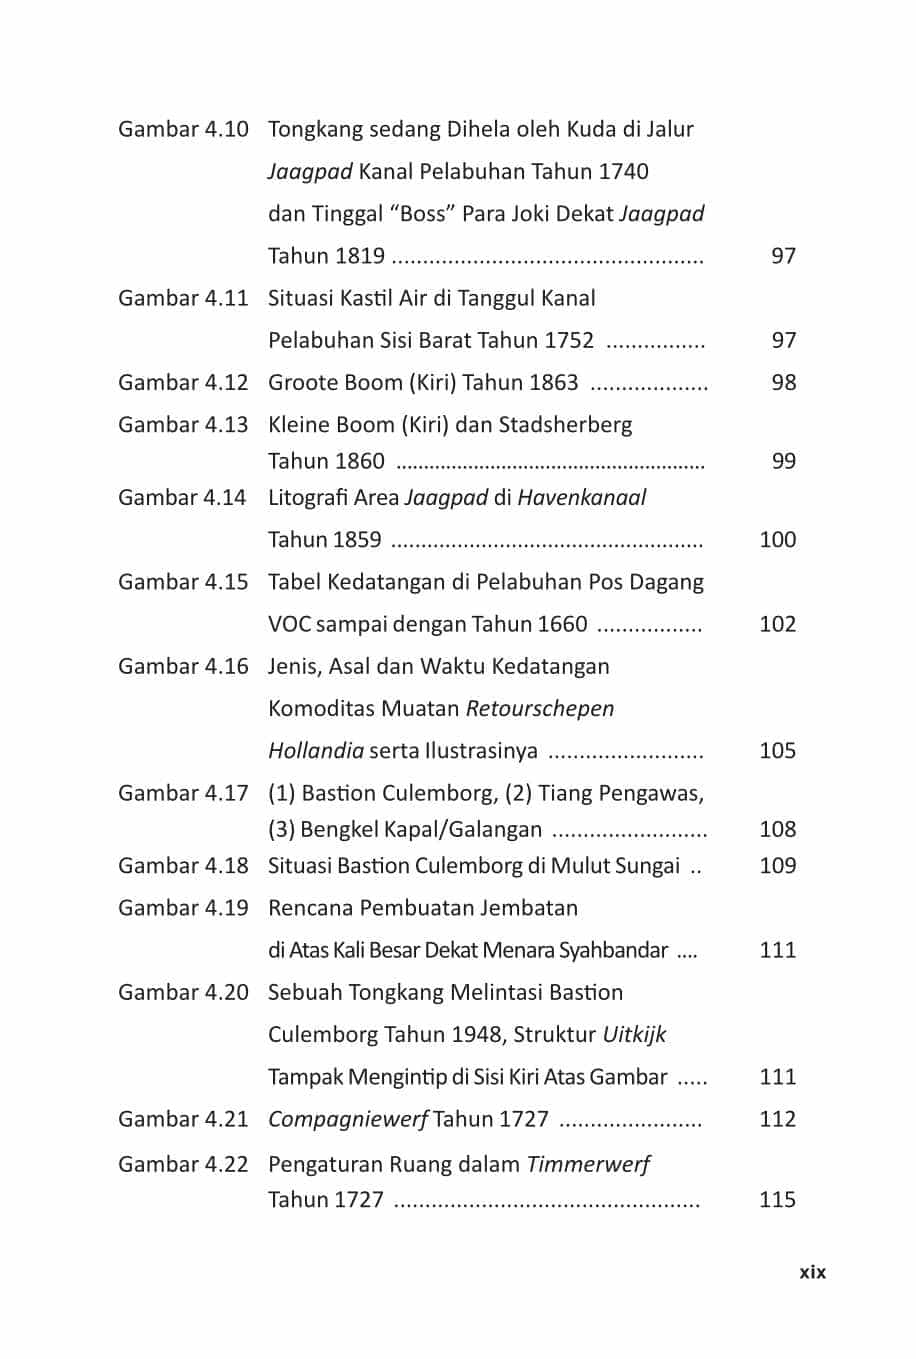 Gambar 4.10 Tongkang sedang Dihela oleh Kuda di Jalur
Jaagpad Kanal Pelabuhan Tahun 1740
dan Tinggal “Boss” Para Joki Dekat Jaagpad
Tahun 1819 .................................................. 97
Gambar 4.11 Situasi Kastil Air di Tanggul Kanal
Pelabuhan Sisi Barat Tahun 1752 ................ 97
Gambar 4.12 Groote Boom (Kiri) Tahun 1863 ................... 98
Gambar 4.13 Kleine Boom (Kiri) dan Stadsherberg
Tahun 1860 ........................................................ 99
Gambar 4.14 Litografi Area Jaagpad di Havenkanaal
Tahun 1859 .................................................. 100
Gambar 4.15 Tabel Kedatangan di Pelabuhan Pos Dagang
VOC sampai dengan Tahun 1660 ................. 102
Gambar 4.16 Jenis, Asal dan Waktu Kedatangan
Komoditas Muatan Retourschepen
Hollandia serta Ilustrasinya ......................... 105
Gambar 4.17 (1) Bastion Culemborg, (2) Tiang Pengawas,
(3) Bengkel Kapal/Galangan ......................... 108
Gambar 4.18 Situasi Bastion Culemborg di Mulut Sungai .. 109
Gambar 4.19 Rencana Pembuatan Jembatan
di Atas Kali Besar Dekat Menara Syahbandar .... 111
Gambar 4.20 Sebuah Tongkang Melintasi Bastion
Culemborg Tahun 1948, Struktur Uitkijk
Tampak Mengintip di Sisi Kiri Atas Gambar ..... 111
Gambar 4.21 Compagniewerf Tahun 1727 ....................... 112
Gambar 4.22 Pengaturan Ruang dalam Timmerwerf
Tahun 1727 ................................................. 115
xix